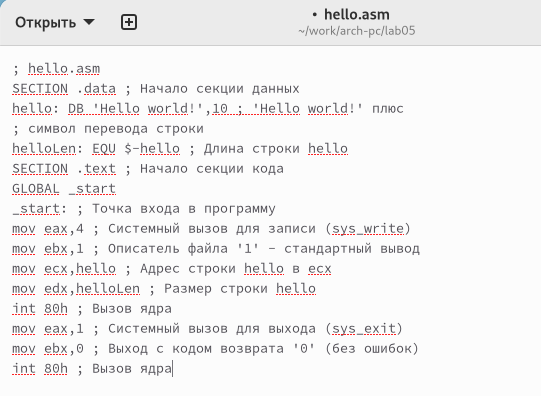 Открыть
• hello.asm
~/work/arch-pc/lab05
; hello.asm
SECTION .data ; Начало секции данных
hello: DB 'Hello world!',10 ; 'Hello world!' плюс
; символ перевода строки
helloLen: EQU $-hello ; Длина строки hello
SECTION .text ; Начало секции кода
GLOBAL _start
_start: ; Точка входа в программу
mov eax,4 ; Системный вызов для записи (sys_write)
mov ebx,1 ; Описатель файла '1' - стандартный вывод
mov ecx,hello ; Адрес строки hello в ecx
mov edx,helloLen ; Размер строки hello
int 80h ; Вызов ядра
mov eax,1 ; Системный вызов для выхода (sys_exit)
mov ebx,0 ; Выход с кодом возврата '0' (без ошибок)
int 80h ; Вызов ядра